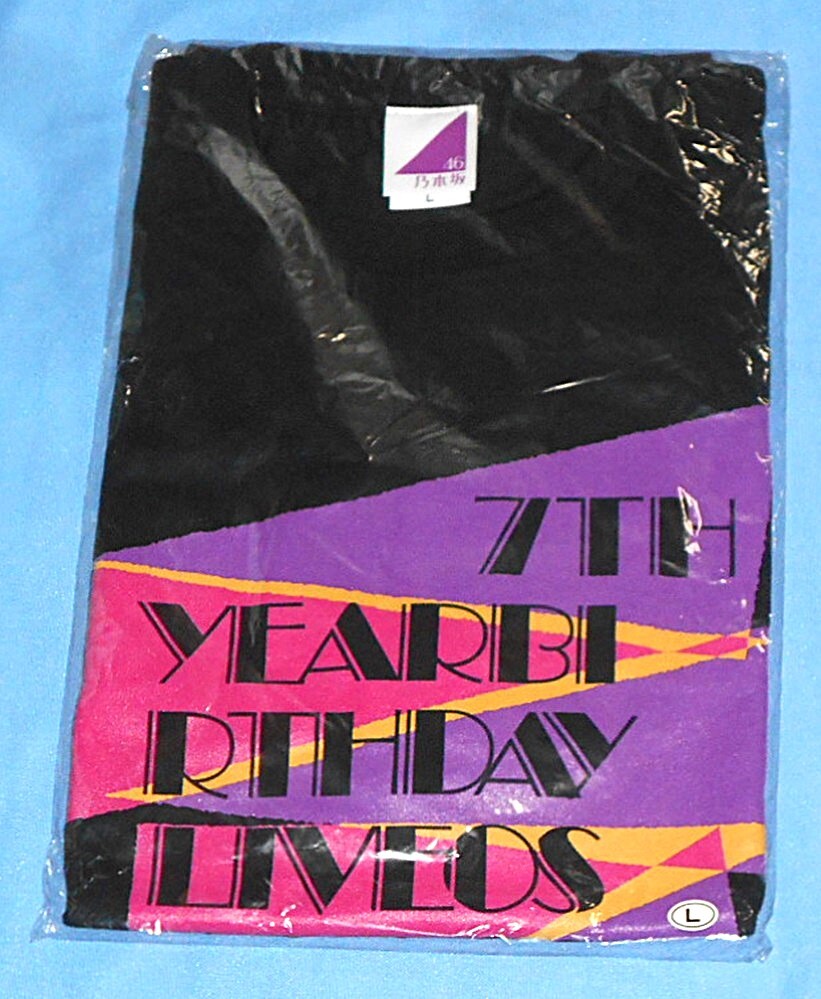 46
乃木坂
L
7TH
YEARBI
RTHDAY
LIVEOS
L